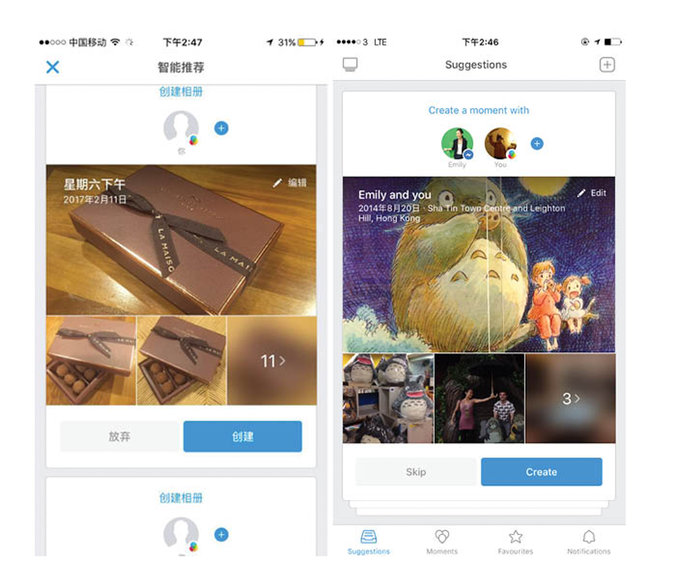 中国移动
下午2:47
31%
智能推荐
创建相册
你
星期六下午
2017年2月11日
编辑
LA MAISO
LA MAISO
11 >
放弃
创建
创建相册
3 LTE
下午2:46
Suggestions
Create a moment with
Emily
You
Emily and you
2014年8月20日 · Sha Tin Town Centre and Leighton
Hill, Hong Kong
Edit
3 >
Skip
Create
Suggestions
Moments
Favourites
Notifications